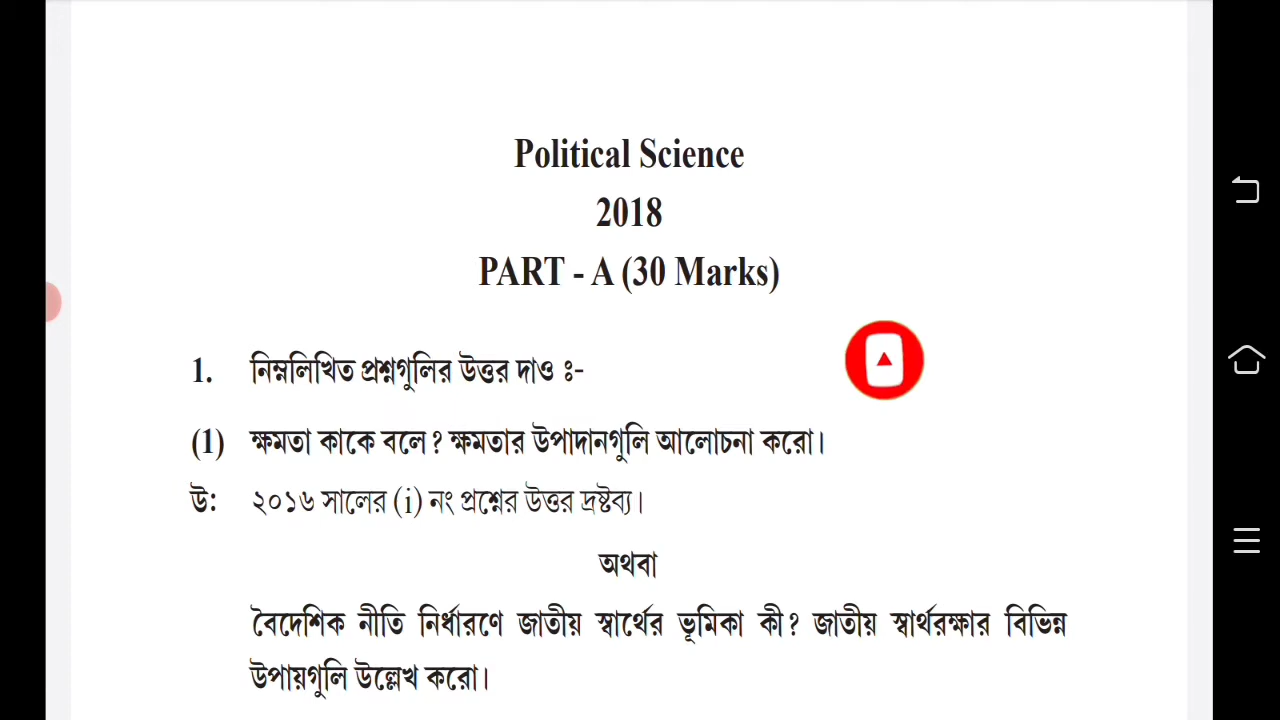 Political Science
2018
PART - A (30 Marks)
1. নিম্নলিখিত প্রশ্নগুলির উত্তর দাও ঃ-
(1) ক্ষমতা কাকে বলে? ক্ষমতার উপাদানগুলি আলোচনা করো।
উ: ২০১৬ সালের (i) নং প্রশ্নের উত্তর দ্রষ্টব্য।
অথবা
বৈদেশিক নীতি নির্ধারণে জাতীয় স্বার্থের ভূমিকা কী? জাতীয় স্বার্থরক্ষার বিভিন্ন
উপায়গুলি উল্লেখ করো।